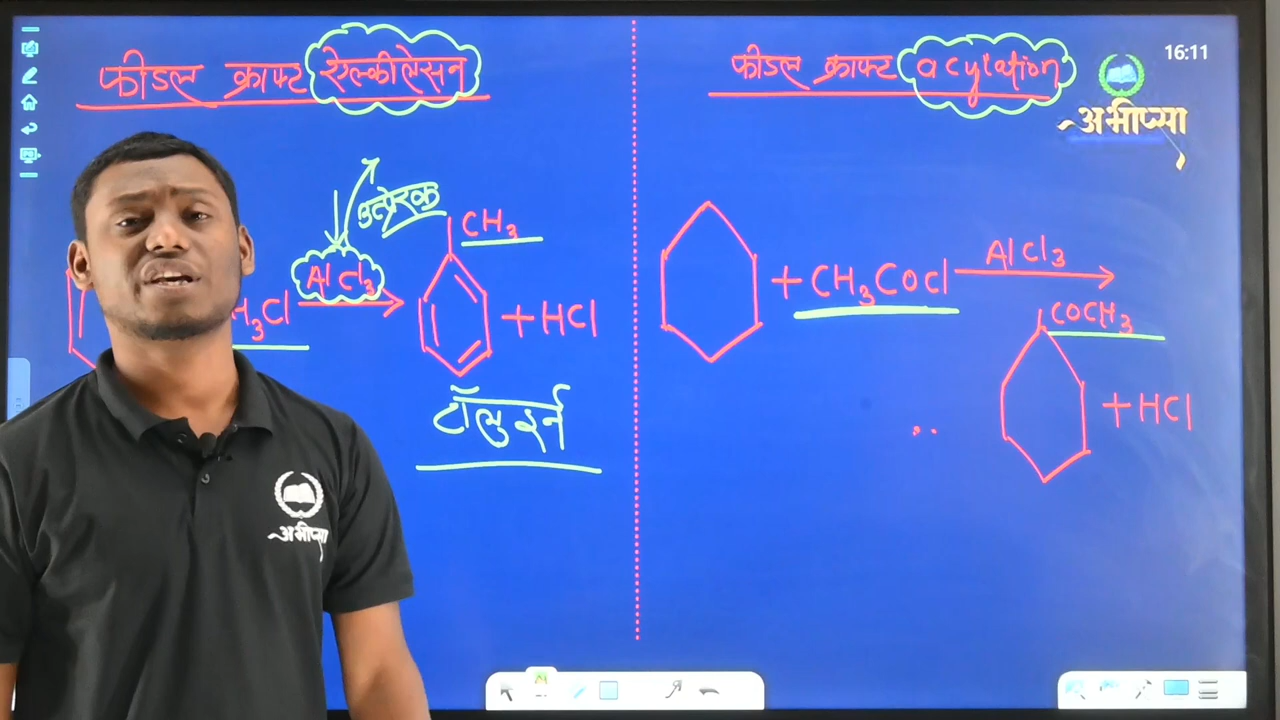 फीडल क्राफ्ट ऐल्कीलेसन
उत्प्रेरक
CH₃
AlCl₃
H₃Cl
+ HCl
टॉलुइन
फीडल क्राफ्ट acylation
16:11
अभीप्सा
+ CH₃COCl
AlCl₃
COCH₃
+ HCl
अभीप्सा